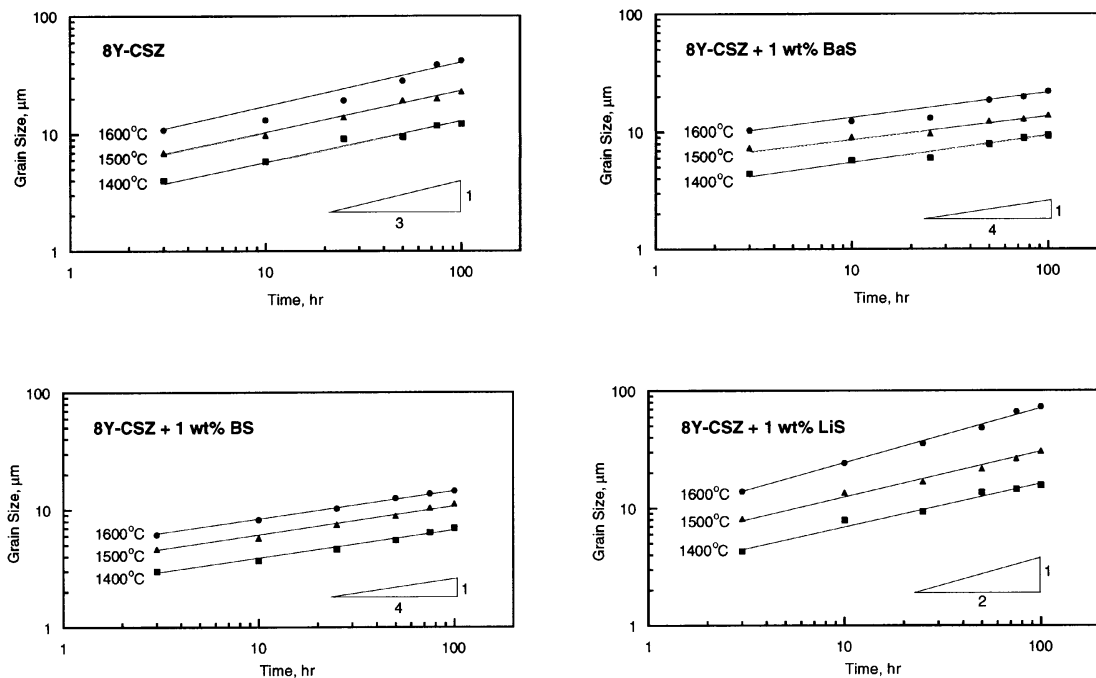 100
8Y-CSZ
10
1600°C
1500°C
1400°C
Grain Size, μm
1
3
1
1
10
100
Time, hr
100
8Y-CSZ + 1 wt% BaS
10
1600°C
1500°C
1400°C
Grain Size, μm
1
4
1
1
10
100
Time, hr
100
8Y-CSZ + 1 wt% BS
10
1600°C
1500°C
1400°C
Grain Size, μm
1
4
1
1
10
100
Time, hr
100
8Y-CSZ + 1 wt% LiS
1600°C
10
1500°C
1400°C
Grain Size, μm
1
2
1
1
10
100
Time, hr